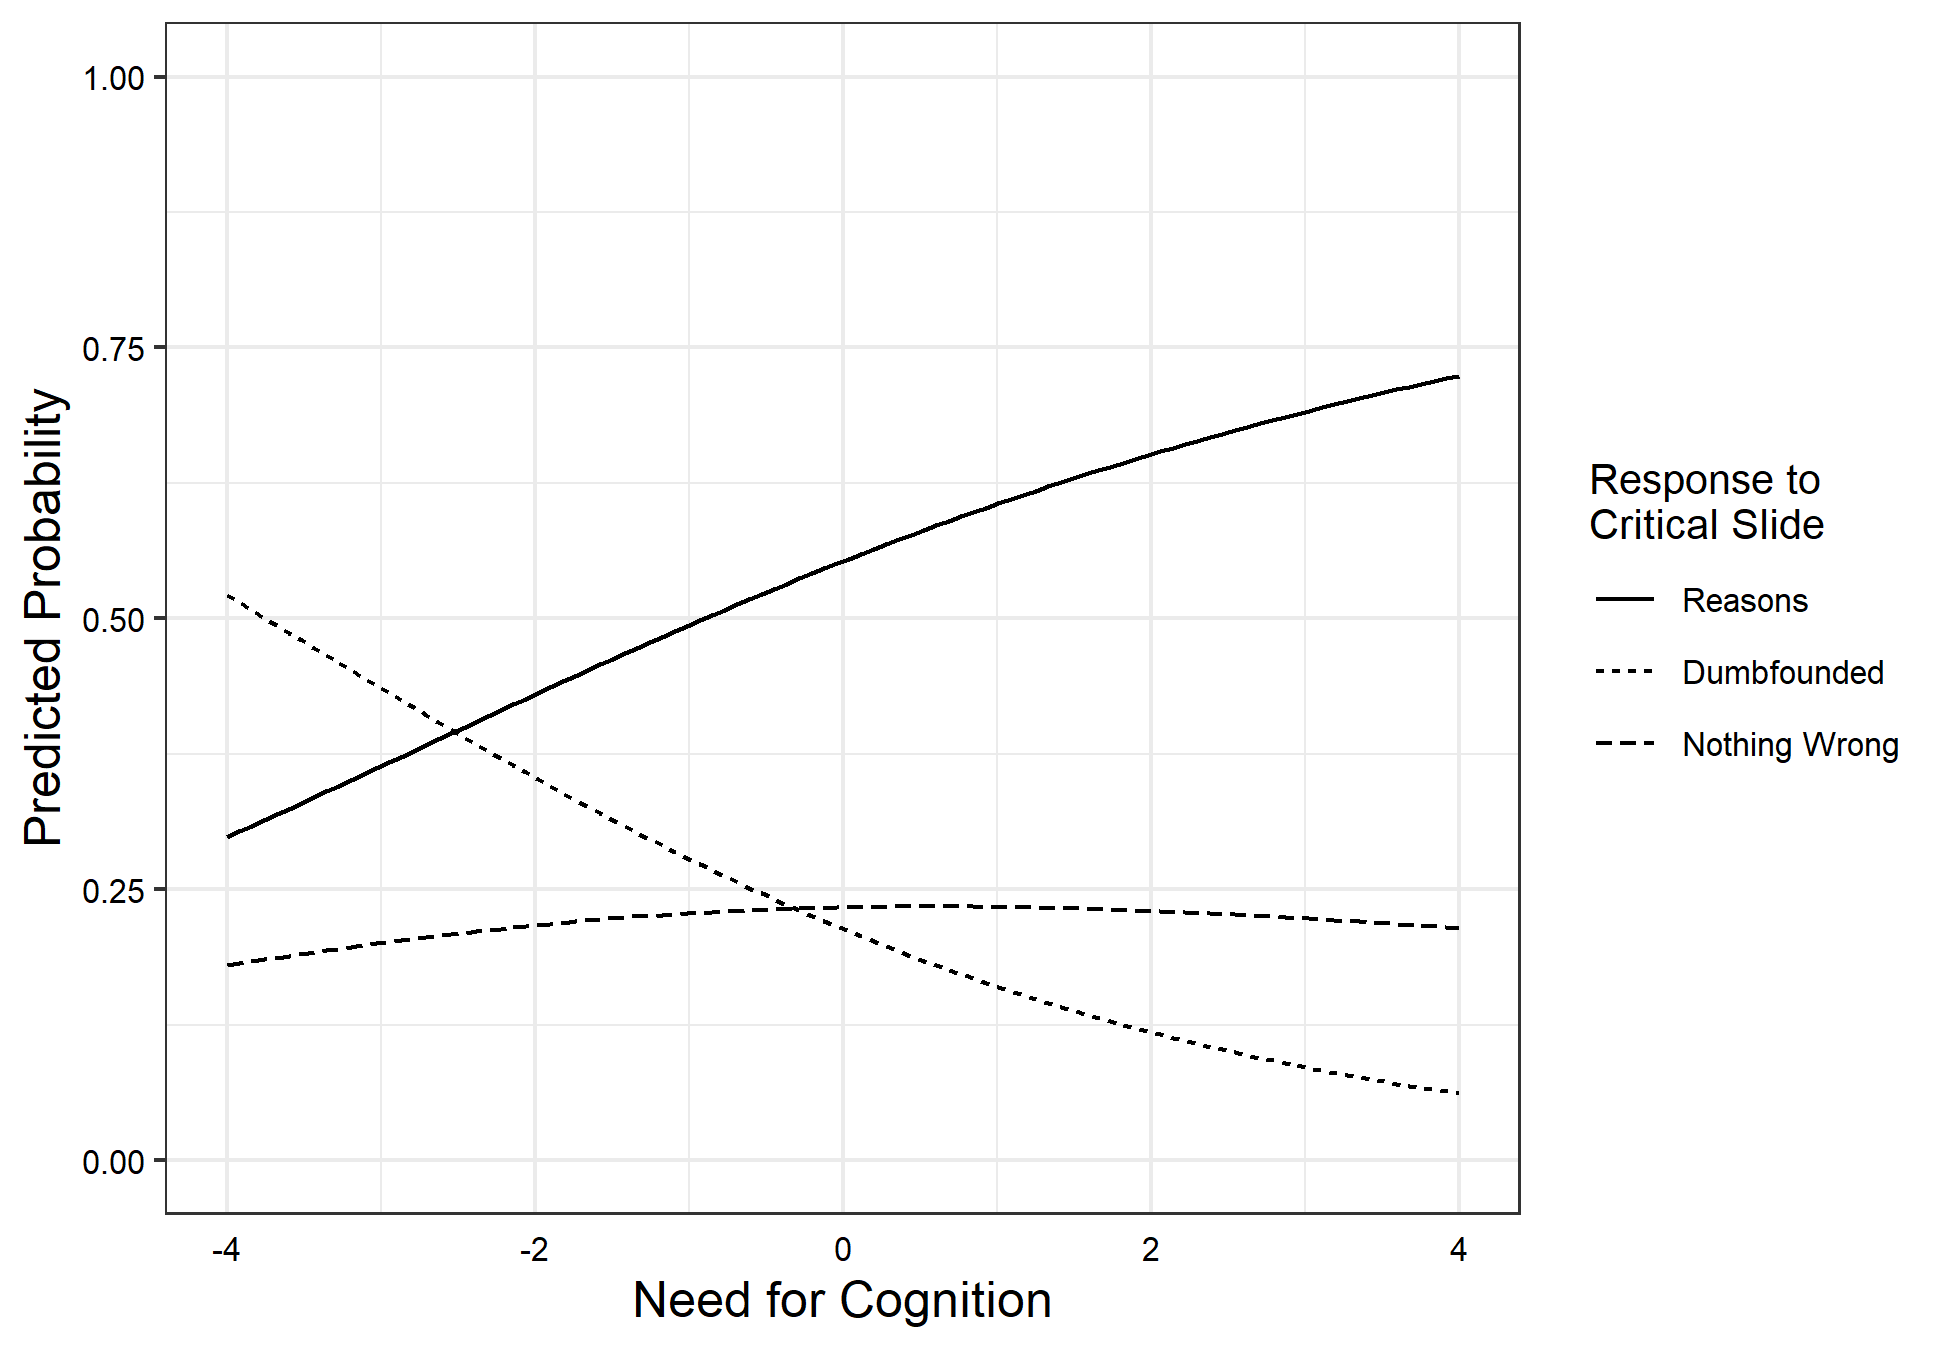 1.00
0.75
0.50
0.25
0.00
Predicted Probability
-4
-2
0
2
4
Need for Cognition
Response to
Critical Slide
Reasons
Dumbfounded
Nothing Wrong